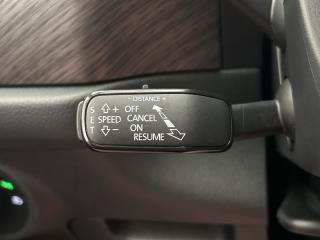 - DISTANCE +
S E T
+ SPEED -
OFF
CANCEL
ON
RESUME